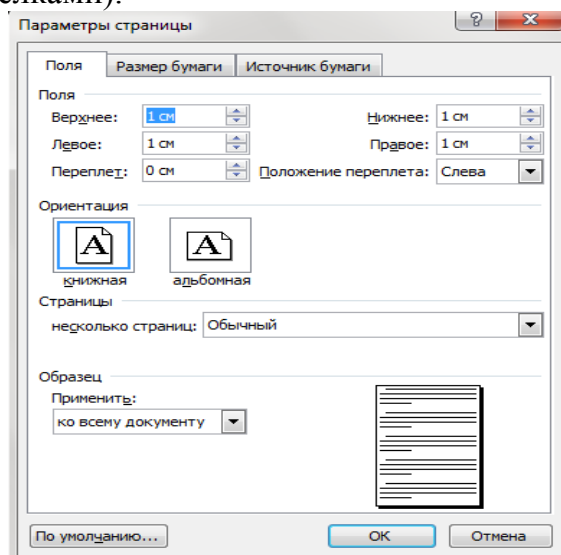 елками).
Параметры страницы
Поля Размер бумаги Источник бумаги
Поля
Верхнее: 1 см Нижнее: 1 см
Левое: 1 см Правое: 1 см
Переплет: 0 см Положение переплета: Слева
Ориентация
A A
книжная альбомная
Страницы
несколько страниц: Обычный
Образец
Применить:
ко всему документу
По умолчанию... ОК Отмена